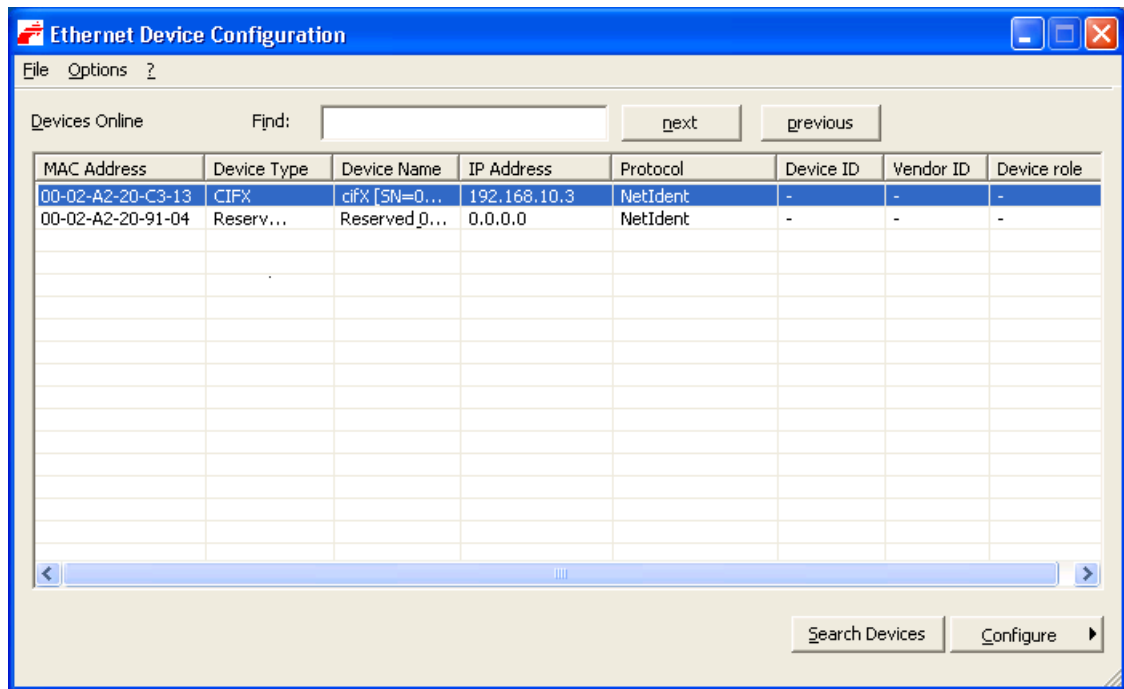 Ethernet Device Configuration
File Options ?
Devices Online Find: next previous
MAC Address Device Type Device Name IP Address Protocol Device ID Vendor ID Device role
00-02-A2-20-C3-13 CIFX cifX [SN=0... 192.168.10.3 NetIdent - - -
00-02-A2-20-91-04 Reserv... Reserved 0... 0.0.0.0 NetIdent - - -
Search Devices Configure